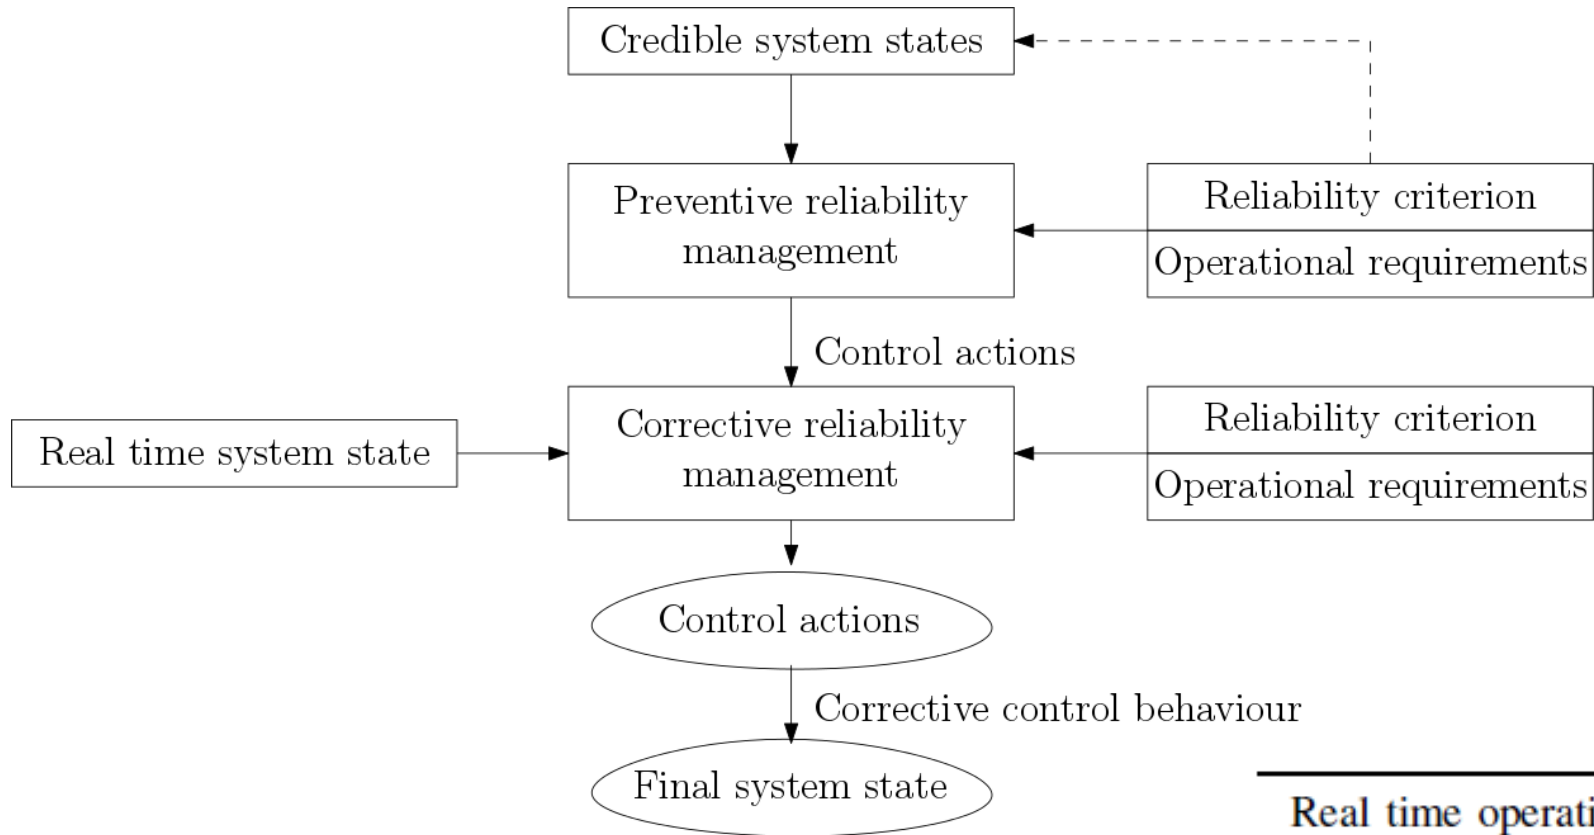 Credible system states
Preventive reliability
management
Reliability criterion
Operational requirements
Control actions
Real time system state
Corrective reliability
management
Reliability criterion
Operational requirements
Control actions
Corrective control behaviour
Final system state
Real time